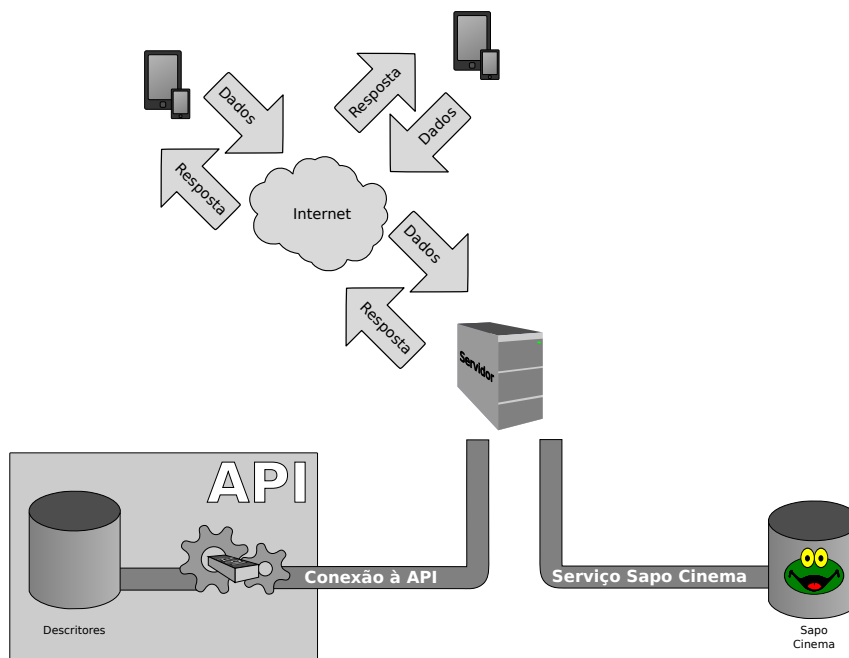 Resposta
Dados
Dados
Resposta
Internet
Dados
Resposta
Servidor
API
Conexão à API
Serviço Sapo Cinema
Descritores
Sapo
Cinema